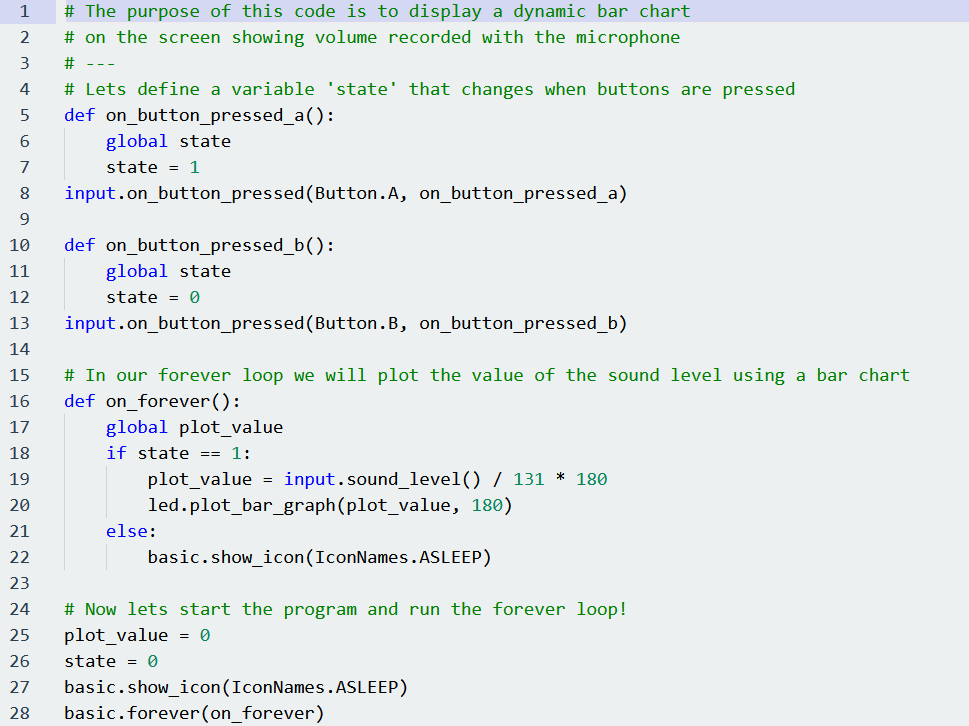 1 # The purpose of this code is to display a dynamic bar chart
2 # on the screen showing volume recorded with the microphone
3 # ---
4 # Lets define a variable 'state' that changes when buttons are pressed
5 def on_button_pressed_a():
6     global state
7     state = 1
8 input.on_button_pressed(Button.A, on_button_pressed_a)
9
10 def on_button_pressed_b():
11     global state
12     state = 0
13 input.on_button_pressed(Button.B, on_button_pressed_b)
14
15 # In our forever loop we will plot the value of the sound level using a bar chart
16 def on_forever():
17     global plot_value
18     if state == 1:
19         plot_value = input.sound_level() / 131 * 180
20         led.plot_bar_graph(plot_value, 180)
21     else:
22         basic.show_icon(IconNames.ASLEEP)
23
24 # Now lets start the program and run the forever loop!
25 plot_value = 0
26 state = 0
27 basic.show_icon(IconNames.ASLEEP)
28 basic.forever(on_forever)